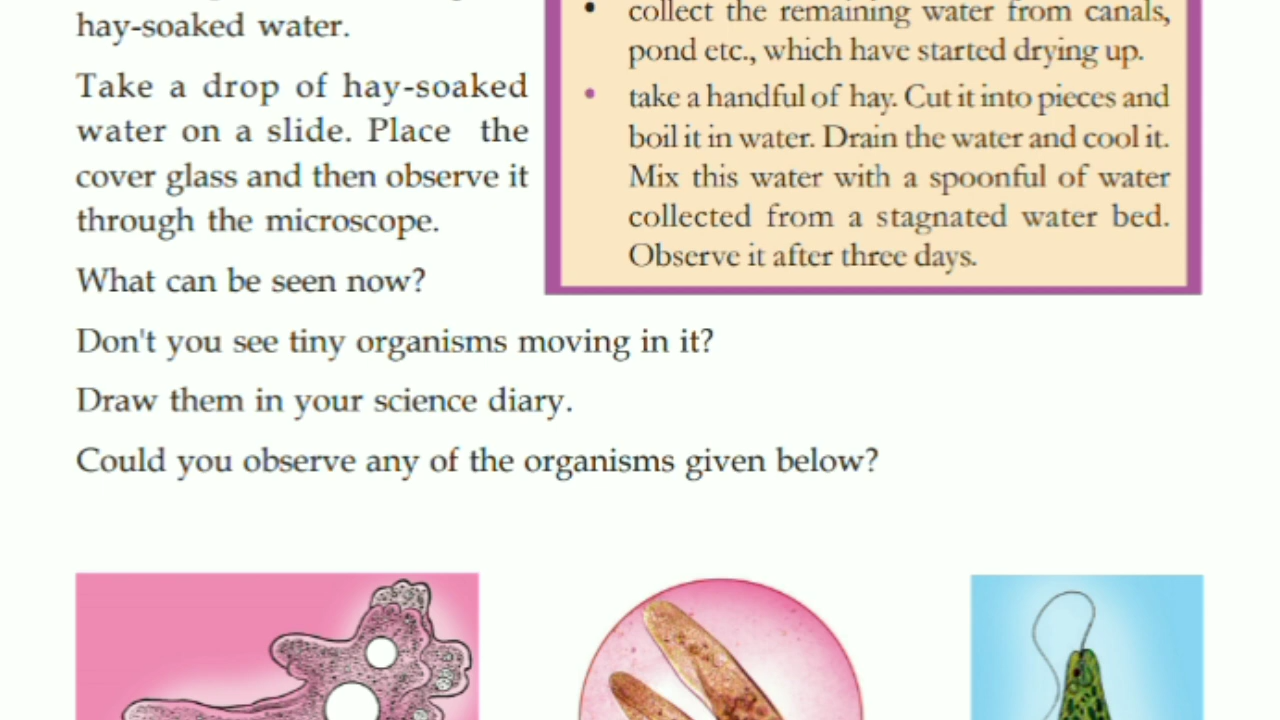 hay-soaked water.
Take a drop of hay-soaked
water on a slide. Place the
cover glass and then observe it
through the microscope.
What can be seen now?
• collect the remaining water from canals,
pond etc., which have started drying up.
• take a handful of hay. Cut it into pieces and
boil it in water. Drain the water and cool it.
Mix this water with a spoonful of water
collected from a stagnated water bed.
Observe it after three days.
Don't you see tiny organisms moving in it?
Draw them in your science diary.
Could you observe any of the organisms given below?